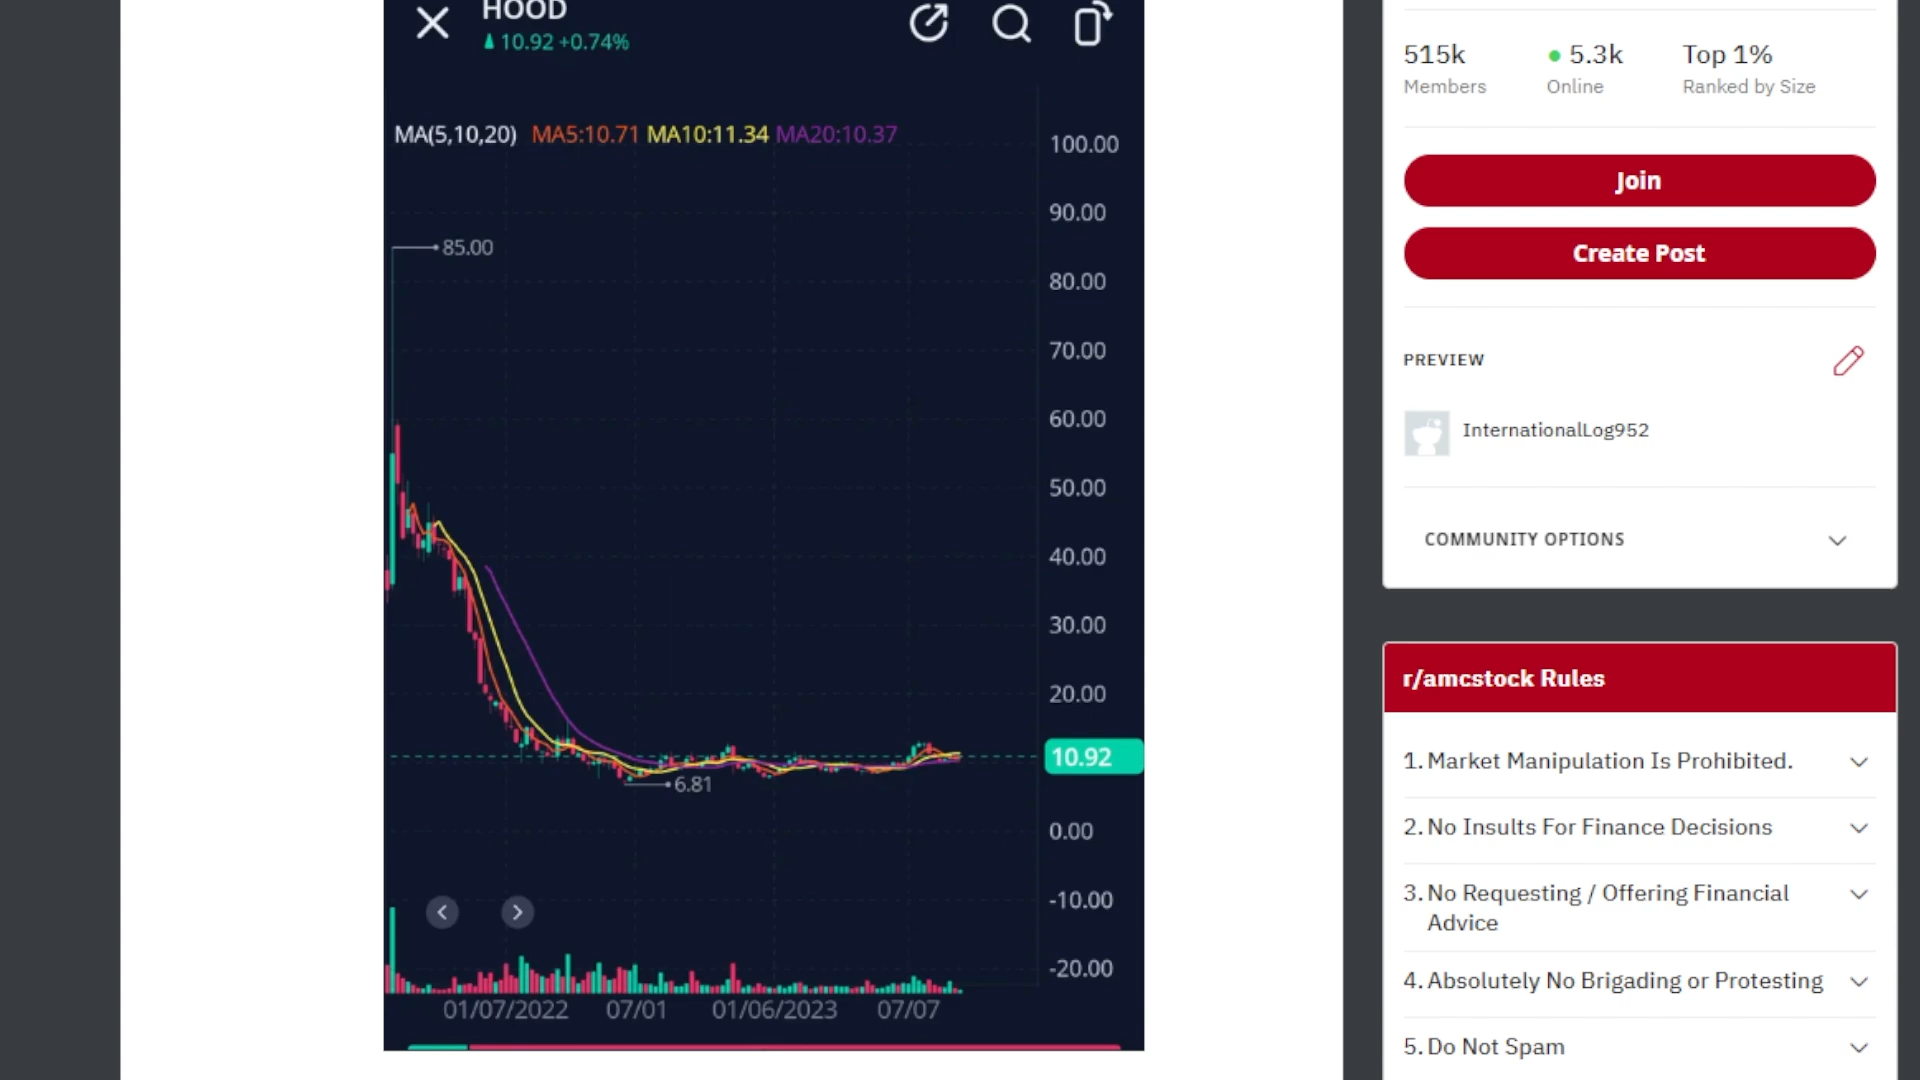 HOOD
10.92 +0.74%
MA(5,10,20) MA5:10.71 MA10:11.34 MA20:10.37
100.00
90.00
85.00
80.00
70.00
60.00
50.00
40.00
30.00
20.00
10.92
6.81
0.00
-10.00
-20.00
01/07/2022 07/01 01/06/2023 07/07
515k 5.3k Top 1%
Members Online Ranked by Size
Join
Create Post
PREVIEW
InternationalLog952
COMMUNITY OPTIONS
r/amcstock Rules
1. Market Manipulation Is Prohibited.
2. No Insults For Finance Decisions
3. No Requesting / Offering Financial
Advice
4. Absolutely No Brigading or Protesting
5. Do Not Spam